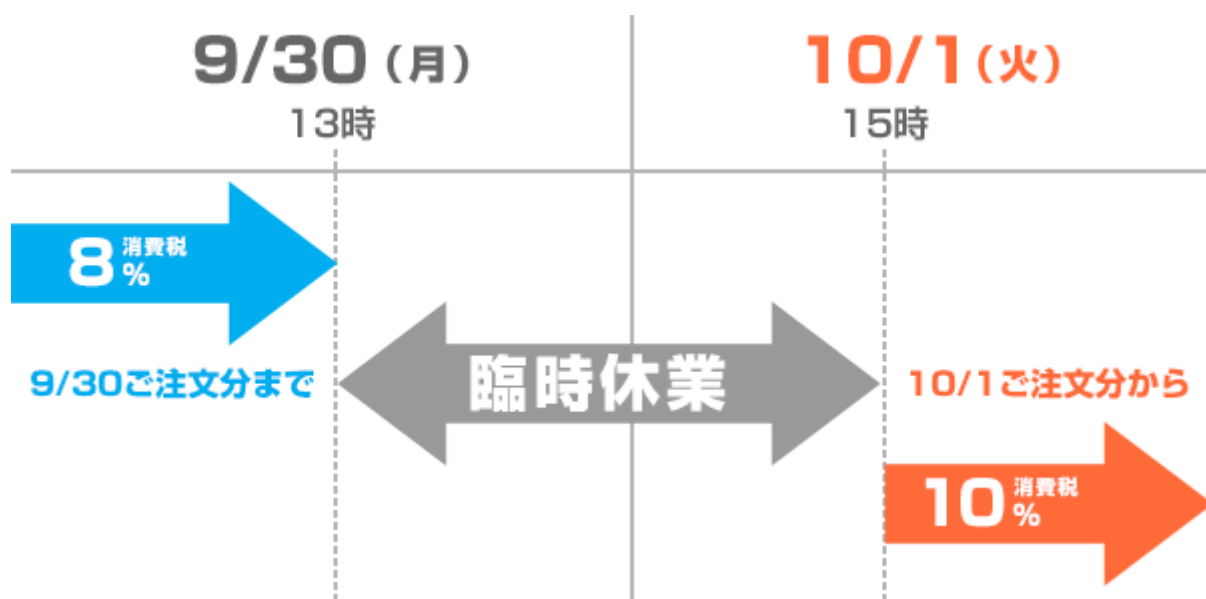 9/30（月）
13時
10/1（火）
15時
8%消費税
9/30ご注文分まで
臨時休業
10/1ご注文分から
10%消費税